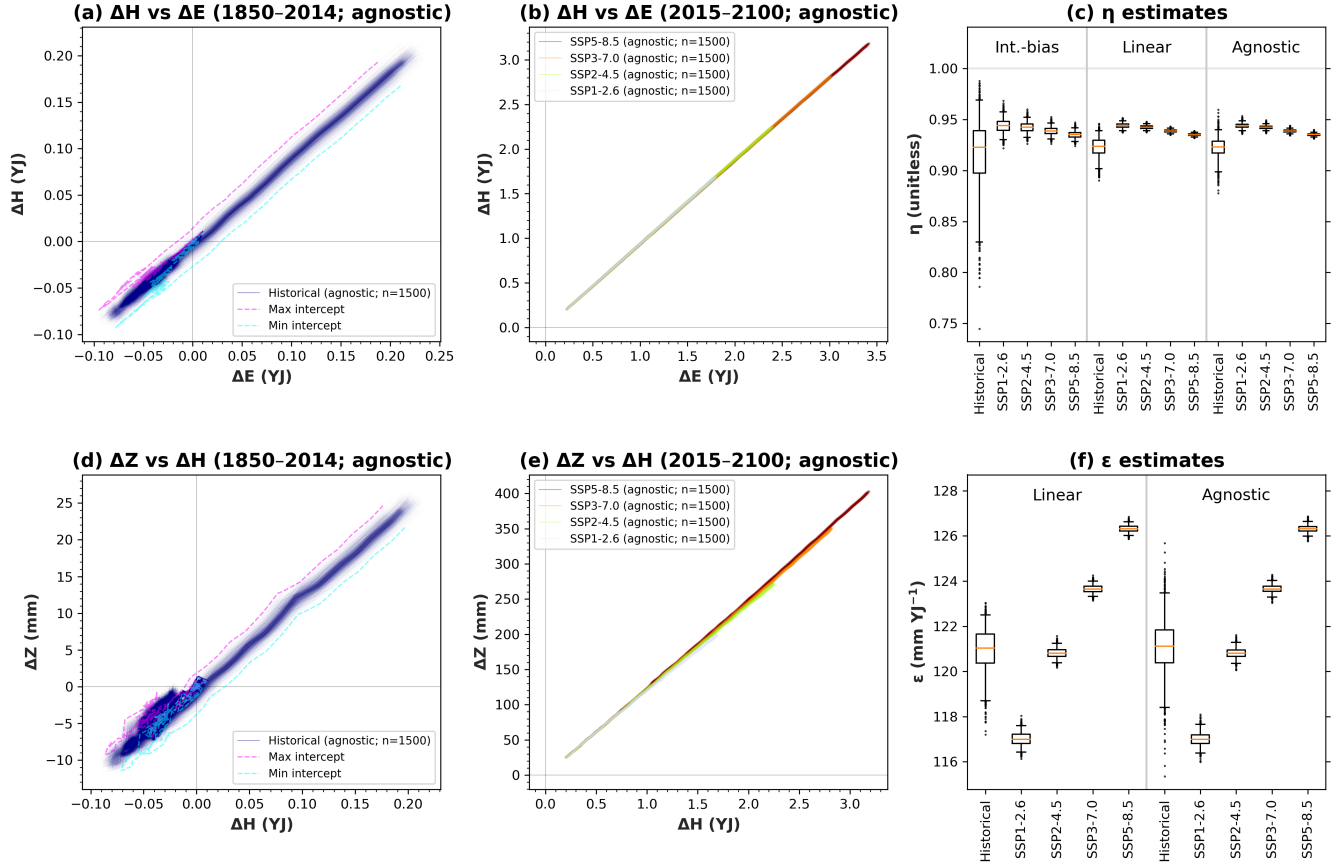 (a) ΔH vs ΔE (1850–2014; agnostic)
0.20
0.15
0.10
0.05
0.00
−0.05
−0.10
ΔH (YJ)
Historical (agnostic; n=1500)
Max intercept
Min intercept
−0.10
−0.05
0.00
0.05
0.10
0.15
0.20
0.25
ΔE (YJ)
(b) ΔH vs ΔE (2015–2100; agnostic)
SSP5-8.5 (agnostic; n=1500)
SSP3-7.0 (agnostic; n=1500)
SSP2-4.5 (agnostic; n=1500)
SSP1-2.6 (agnostic; n=1500)
3.0
2.5
2.0
1.5
1.0
0.5
0.0
ΔH (YJ)
0.0
0.5
1.0
1.5
2.0
2.5
3.0
3.5
ΔE (YJ)
(c) η estimates
Int.-bias
Linear
Agnostic
1.00
0.95
0.90
0.85
0.80
0.75
η (unitless)
Historical
SSP1-2.6
SSP2-4.5
SSP3-7.0
SSP5-8.5
Historical
SSP1-2.6
SSP2-4.5
SSP3-7.0
SSP5-8.5
Historical
SSP1-2.6
SSP2-4.5
SSP3-7.0
SSP5-8.5
(d) ΔZ vs ΔH (1850–2014; agnostic)
25
20
15
10
5
0
−5
−10
ΔZ (mm)
Historical (agnostic; n=1500)
Max intercept
Min intercept
−0.10
−0.05
0.00
0.05
0.10
0.15
0.20
ΔH (YJ)
(e) ΔZ vs ΔH (2015–2100; agnostic)
SSP5-8.5 (agnostic; n=1500)
SSP3-7.0 (agnostic; n=1500)
SSP2-4.5 (agnostic; n=1500)
SSP1-2.6 (agnostic; n=1500)
400
350
300
250
200
150
100
50
0
ΔZ (mm)
0.0
0.5
1.0
1.5
2.0
2.5
3.0
ΔH (YJ)
(f) ε estimates
Linear
Agnostic
128
126
124
122
120
118
116
ε (mm YJ⁻¹)
Historical
SSP1-2.6
SSP2-4.5
SSP3-7.0
SSP5-8.5
Historical
SSP1-2.6
SSP2-4.5
SSP3-7.0
SSP5-8.5